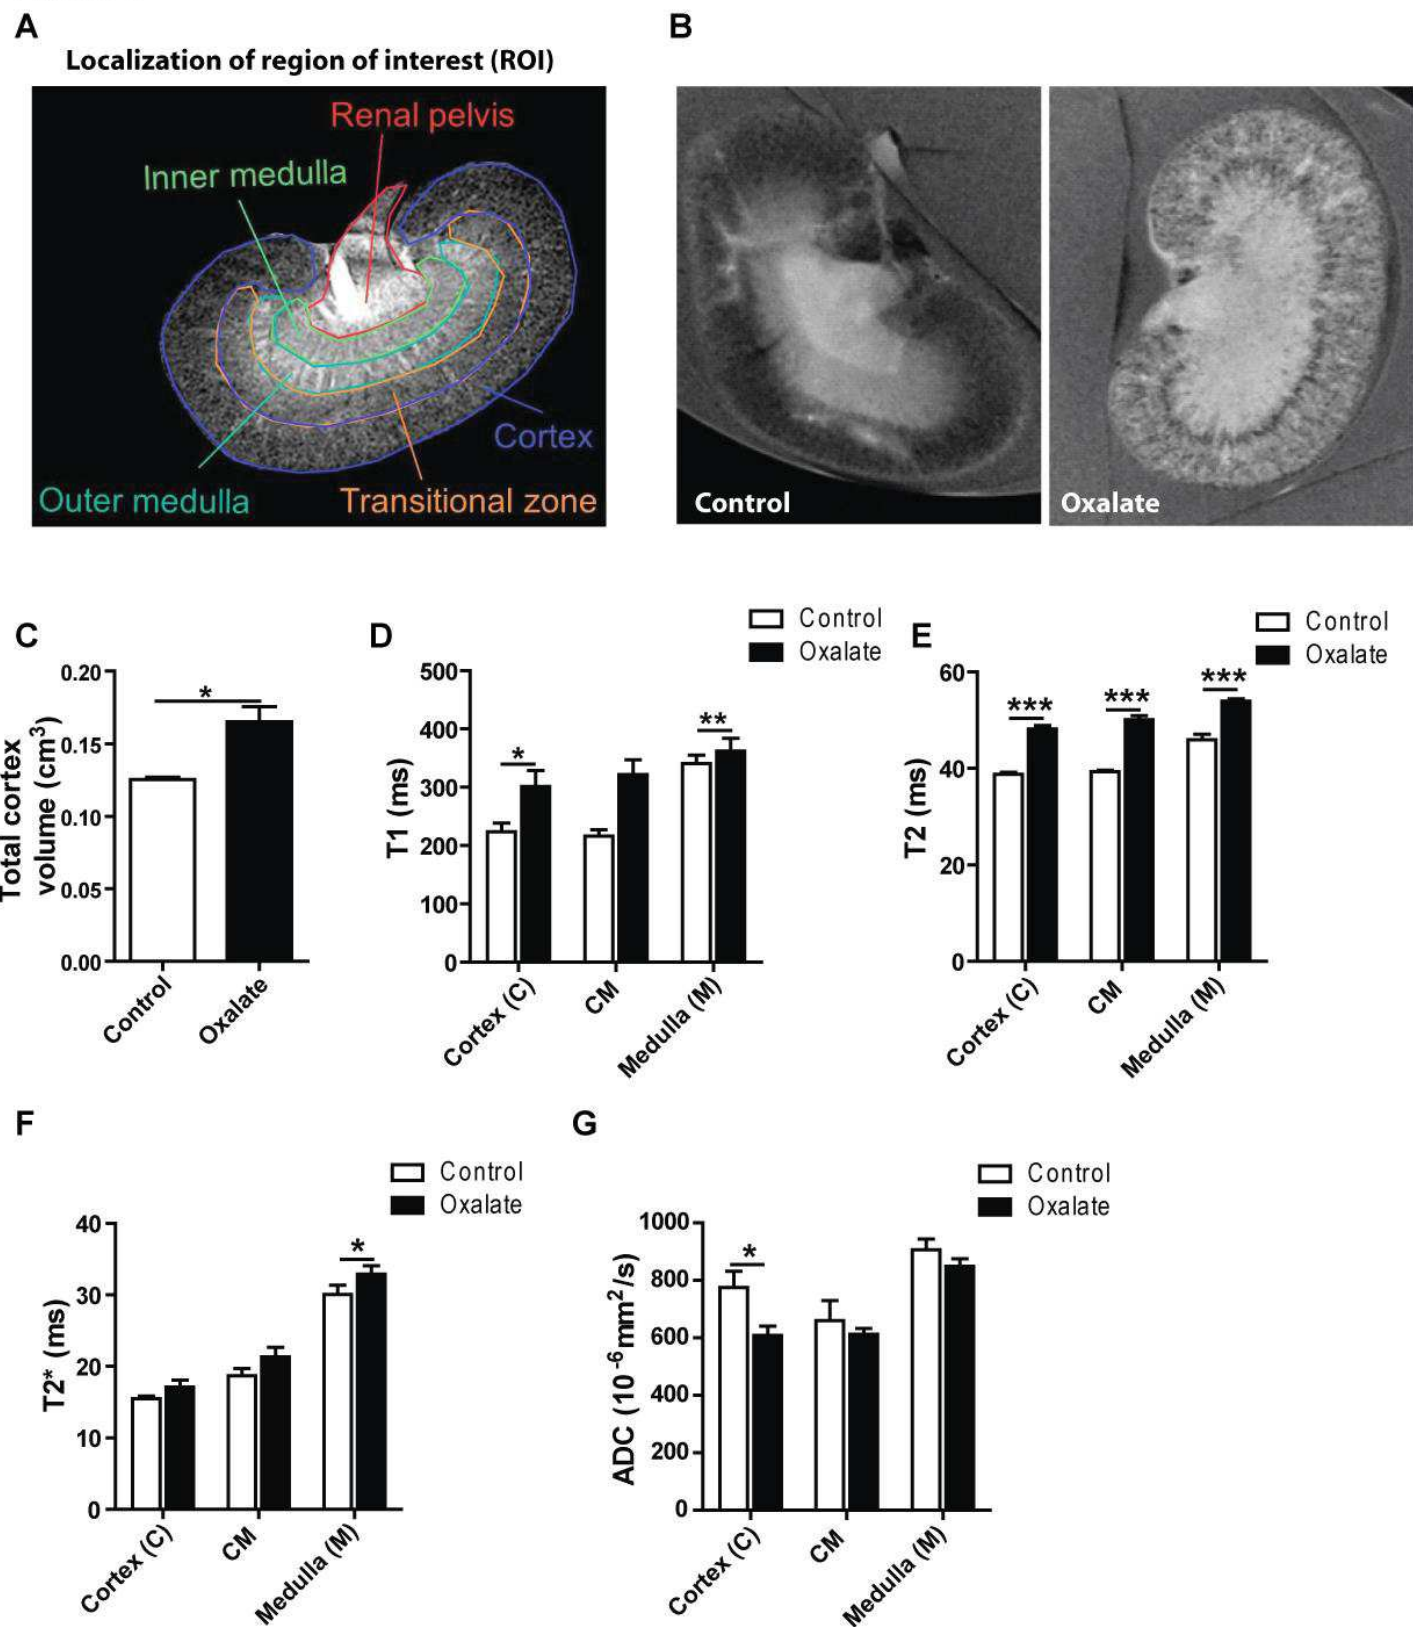 A
Localization of region of interest (ROI)
Renal pelvis
Inner medulla
Cortex
Outer medulla
Transitional zone
B
Control
Oxalate
C
Total cortex
volume (cm³)
0.20
0.15
0.10
0.05
0.00
*
Control
Oxalate
D
Control
Oxalate
T1 (ms)
500
400
300
200
100
0
*
**
Cortex (C)
CM
Medulla (M)
E
Control
Oxalate
T2 (ms)
60
40
20
0
***
***
***
Cortex (C)
CM
Medulla (M)
F
Control
Oxalate
T2* (ms)
40
30
20
10
0
*
Cortex (C)
CM
Medulla (M)
G
Control
Oxalate
ADC (10⁻⁶mm²/s)
1000
800
600
400
200
0
*
Cortex (C)
CM
Medulla (M)